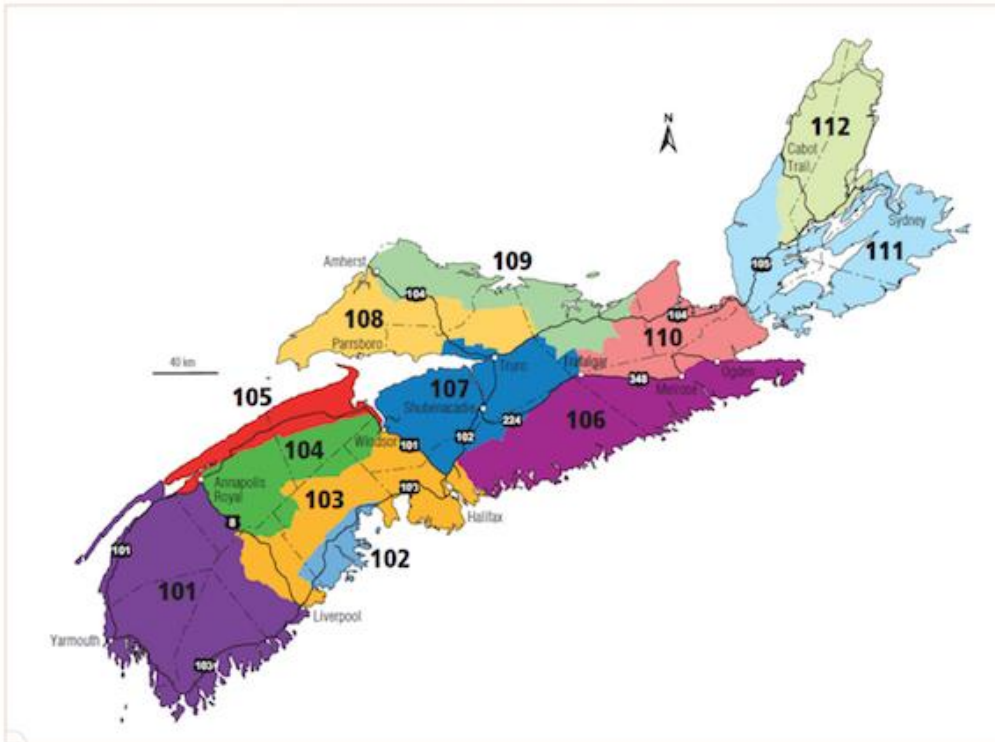 112
N
Cabot
Trail
Sydney
111
109
Amherst
105
104
104
108
110
Parrsboro
Truro
Trafalgar
40 km
348
Ogden
Melrose
105
107
Shubenacadie
224
106
104
Windsor
101
102
Annapolis
Royal
103
103
Halifax
8
102
101
101
Liverpool
Yarmouth
103